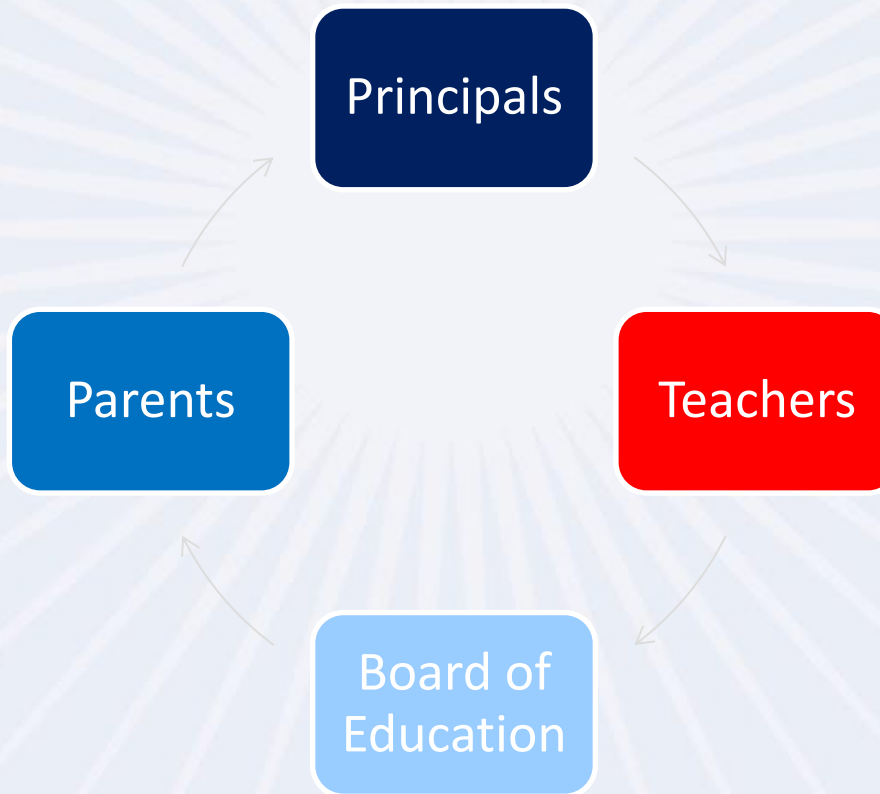 Principals
Parents
Teachers
Board of
Education